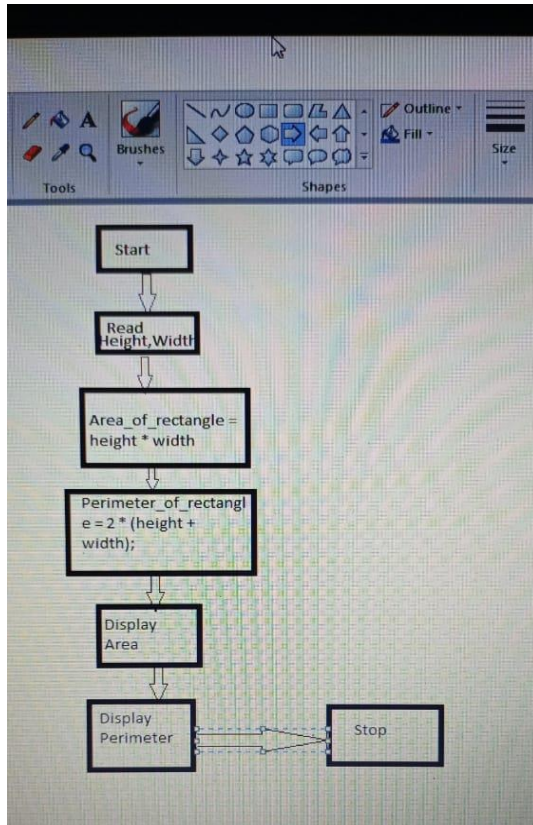 Outline
Fill
Brushes
Size
Tools
Shapes
Start
Read
Height,Width
Area_of_rectangle =
height * width
Perimeter_of_rectangl
e = 2 * (height +
width);
Display
Area
Display
Perimeter
Stop